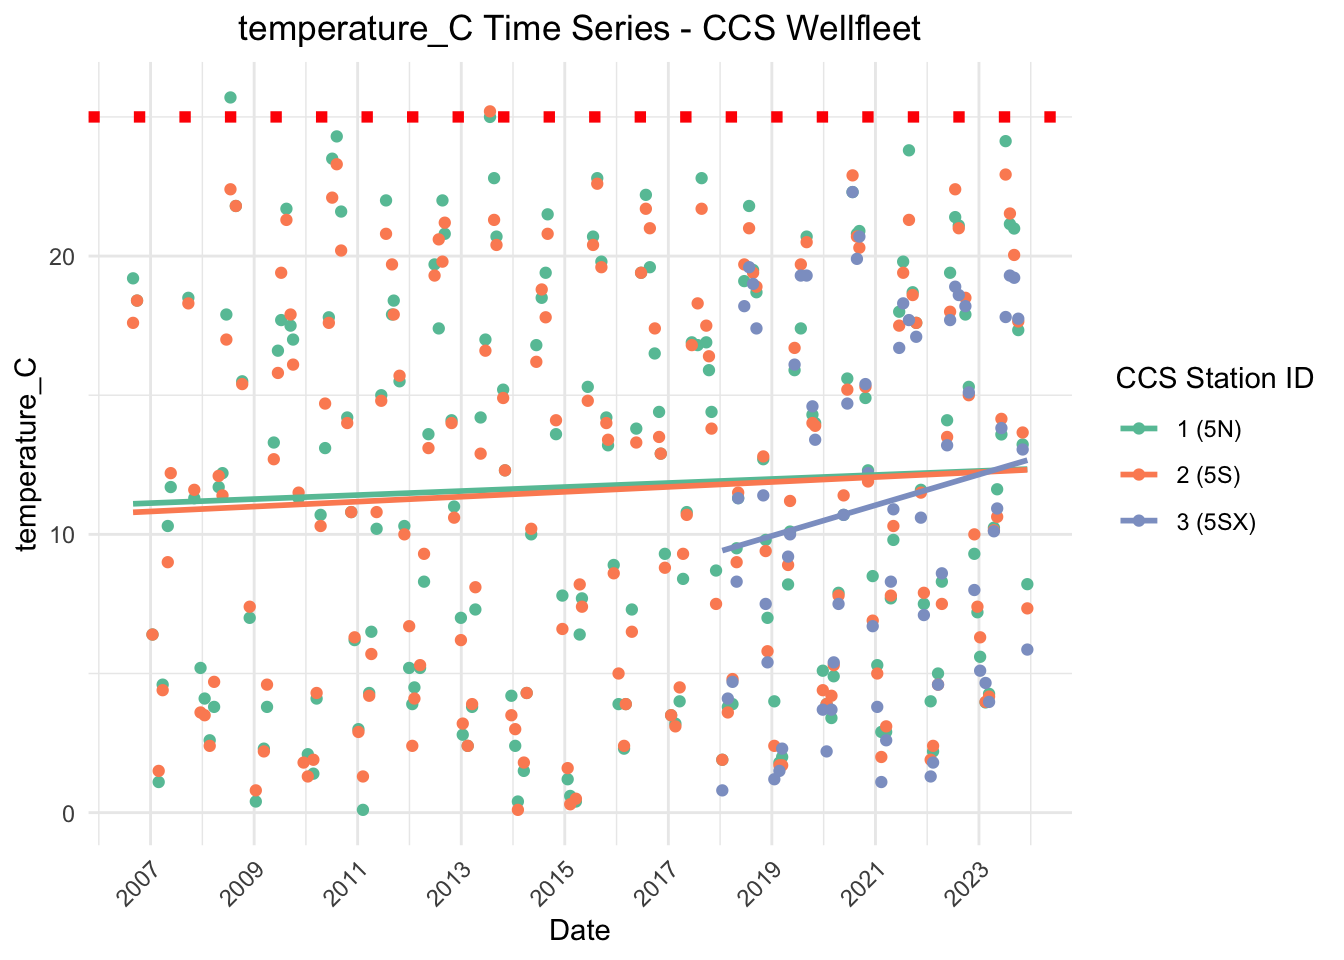 temperature_C Time Series - CCS Wellfleet
temperature_C
20
10
0
2007
2009
2011
2013
2015
2017
2019
2021
2023
Date
CCS Station ID
1 (5N)
2 (5S)
3 (5SX)